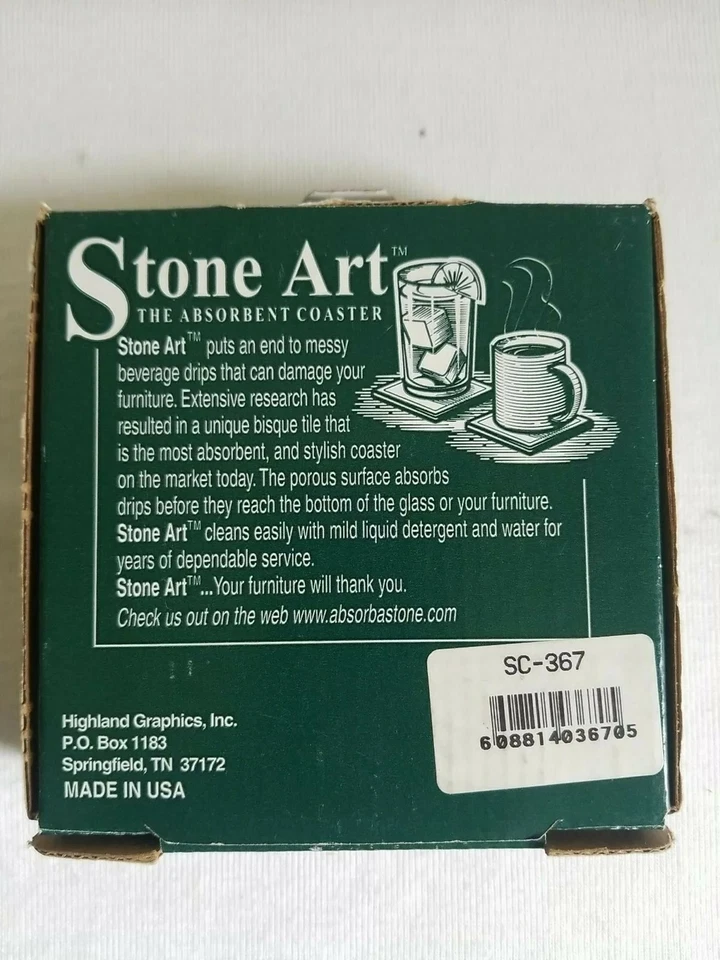 Stone Art™
THE ABSORBENT COASTER
Stone Art™ puts an end to messy
beverage drips that can damage your
furniture. Extensive research has
resulted in a unique bisque tile that
is the most absorbent, and stylish coaster
on the market today. The porous surface absorbs
drips before they reach the bottom of the glass or your furniture.
Stone Art™ cleans easily with mild liquid detergent and water for
years of dependable service.
Stone Art™...Your furniture will thank you.
Check us out on the web www.absorbastone.com
SC-367
6 08814 03670 5
Highland Graphics, Inc.
P.O. Box 1183
Springfield, TN 37172
MADE IN USA